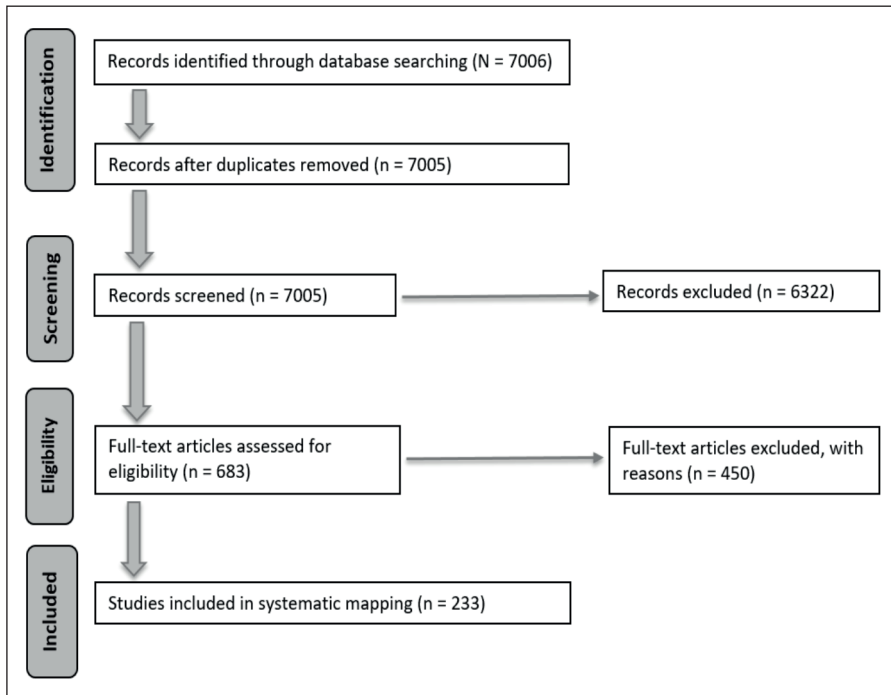 Identification
Records identified through database searching (N = 7006)
Records after duplicates removed (n = 7005)
Screening
Records screened (n = 7005)
Records excluded (n = 6322)
Eligibility
Full-text articles assessed for
eligibility (n = 683)
Full-text articles excluded, with
reasons (n = 450)
Included
Studies included in systematic mapping (n = 233)